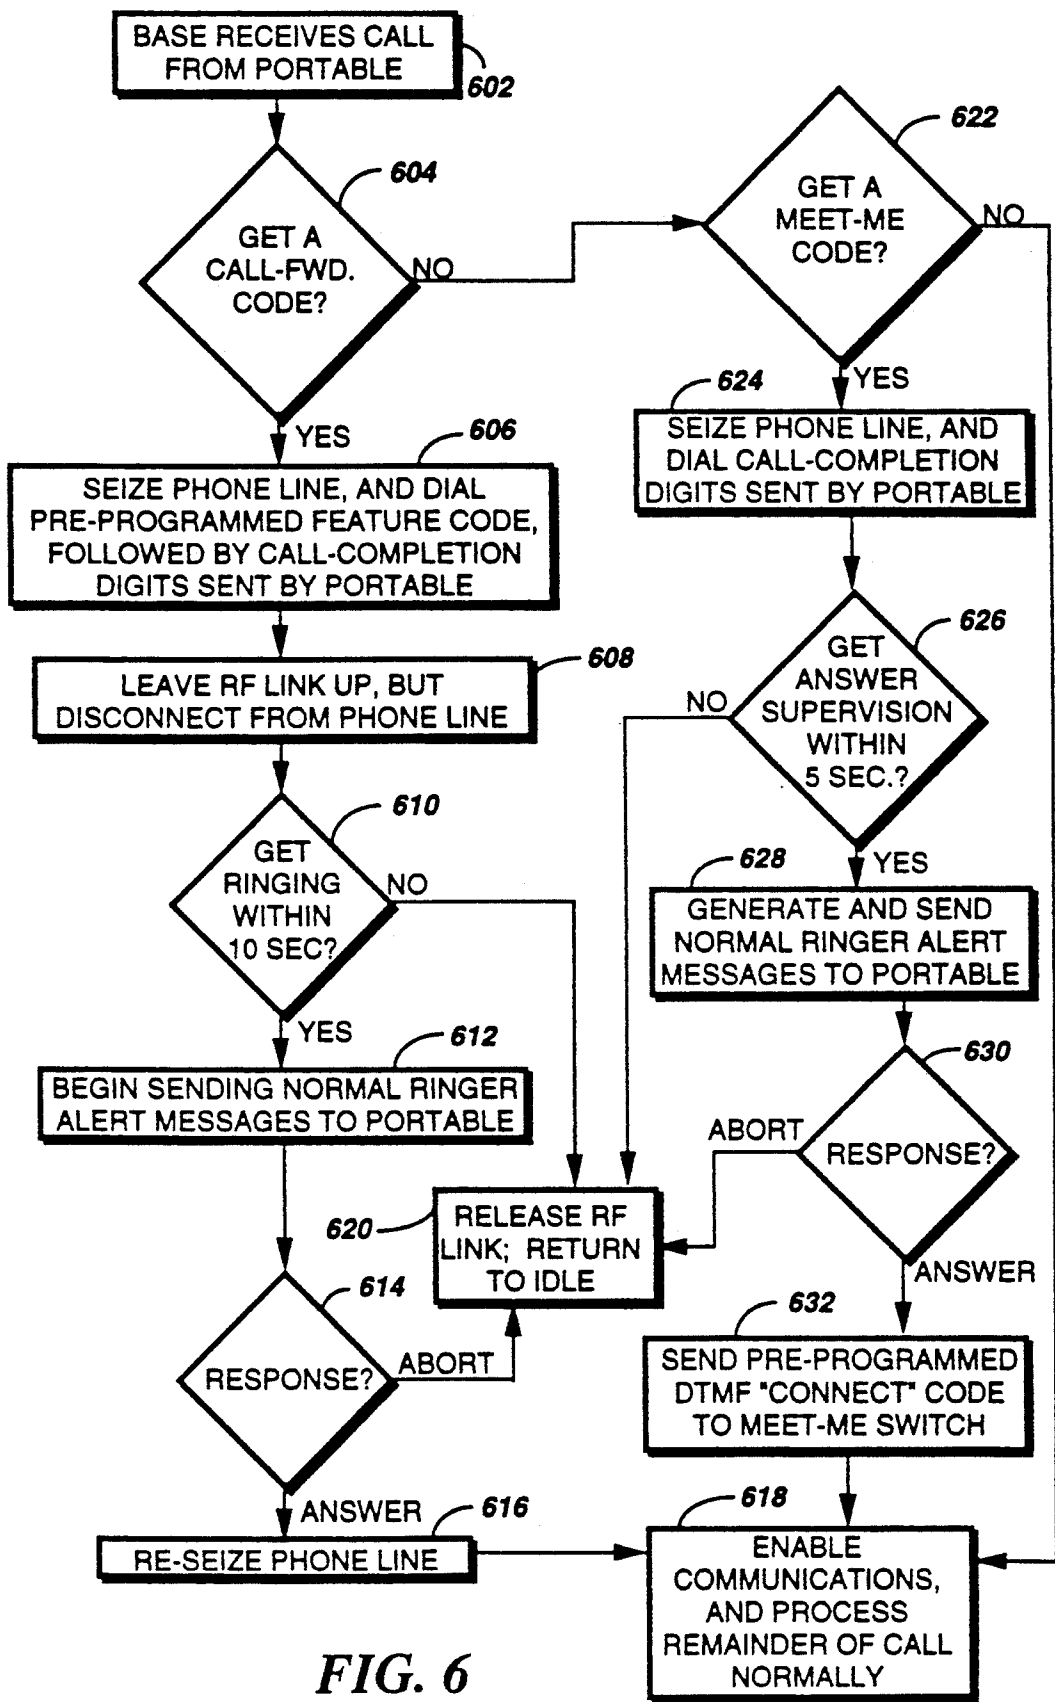 BASE RECEIVES CALL
FROM PORTABLE
602
604
GET A
CALL-FWD.
CODE?
NO
YES
606
SEIZE PHONE LINE, AND DIAL
PRE-PROGRAMMED FEATURE CODE,
FOLLOWED BY CALL-COMPLETION
DIGITS SENT BY PORTABLE
608
LEAVE RF LINK UP, BUT
DISCONNECT FROM PHONE LINE
610
GET
RINGING
WITHIN
10 SEC?
NO
YES
612
BEGIN SENDING NORMAL RINGER
ALERT MESSAGES TO PORTABLE
614
RESPONSE?
ABORT
ANSWER
616
RE-SEIZE PHONE LINE
620
RELEASE RF
LINK; RETURN
TO IDLE
622
GET A
MEET-ME
CODE?
NO
YES
624
SEIZE PHONE LINE, AND
DIAL CALL-COMPLETION
DIGITS SENT BY PORTABLE
626
GET
ANSWER
SUPERVISION
WITHIN
5 SEC.?
NO
YES
628
GENERATE AND SEND
NORMAL RINGER ALERT
MESSAGES TO PORTABLE
630
RESPONSE?
ABORT
ANSWER
632
SEND PRE-PROGRAMMED
DTMF "CONNECT" CODE
TO MEET-ME SWITCH
618
ENABLE
COMMUNICATIONS,
AND PROCESS
REMAINDER OF CALL
NORMALLY
FIG. 6